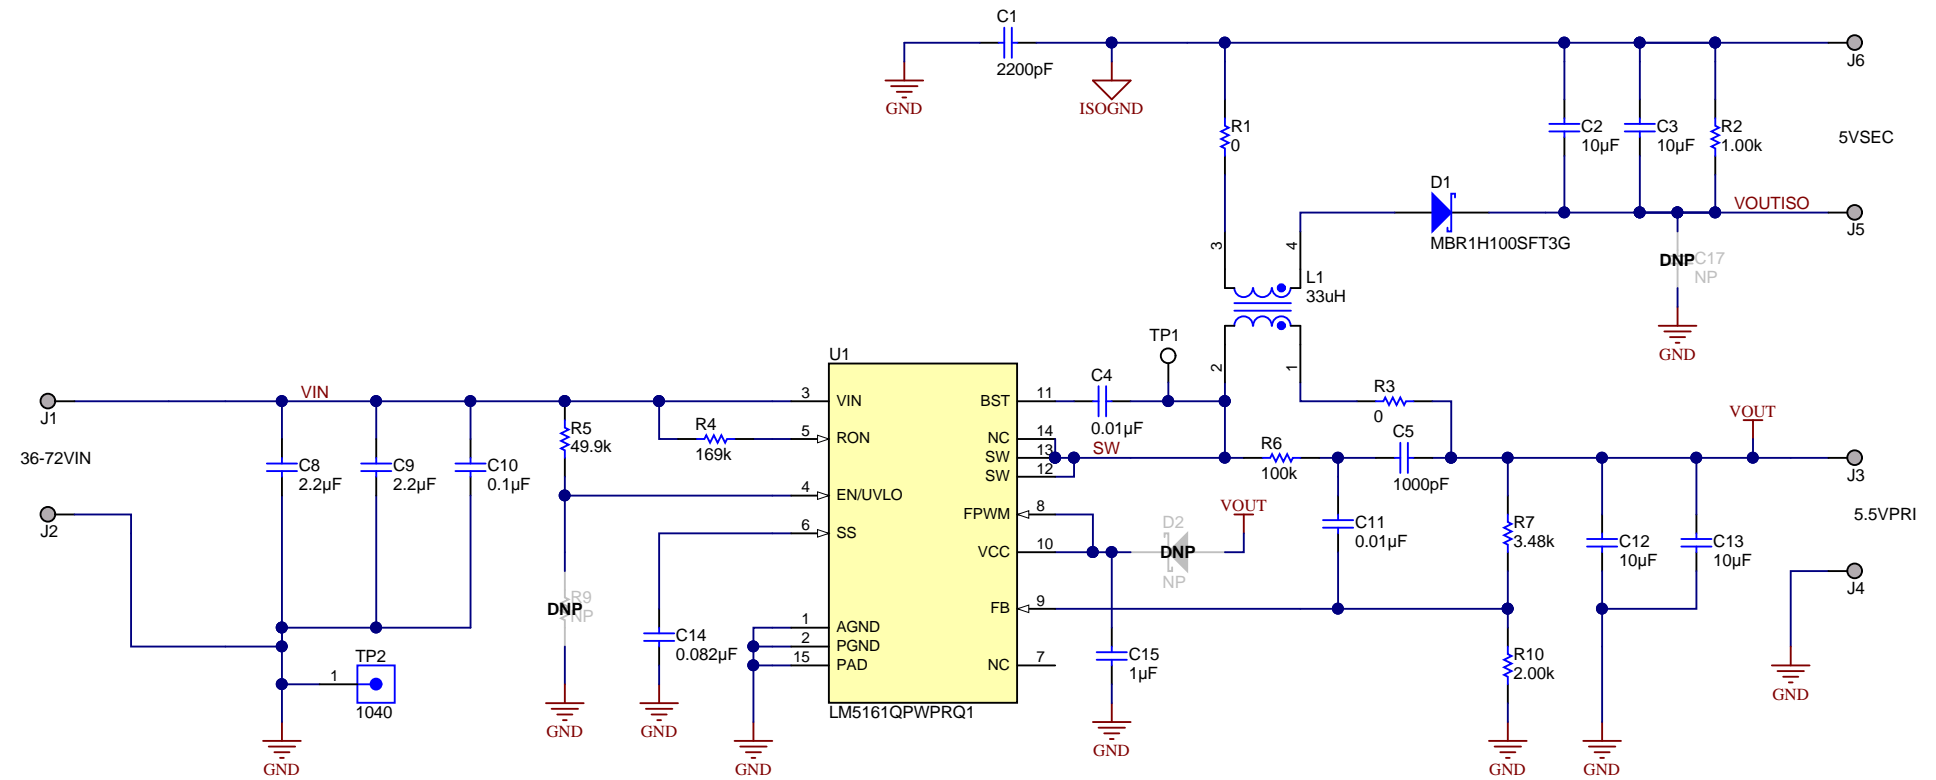 C1
2200pF
GND
ISOGND
J6
R1
0
C2
10µF
C3
10µF
R2
1.00k
5VSEC
D1
MBR1H100SFT3G
VOUTISO
J5
3
4
L1
33uH
DNP
C17
NP
GND
TP1
2
1
U1
J1
VIN
3
VIN
BST
11
C4
0.01µF
R3
0
VOUT
R5
49.9k
R4
169k
5
RON
NC
14
SW
13
SW
12
SW
R6
100k
C5
1000pF
J3
36-72VIN
C8
2.2µF
C9
2.2µF
C10
0.1µF
4
EN/UVLO
FPWM
8
VOUT
D2
DNP
NP
C11
0.01µF
R7
3.48k
C12
10µF
C13
10µF
5.5VPRI
J2
6
SS
VCC
10
J4
R9
DNP
NP
FB
9
1
AGND
2
PGND
15
PAD
NC
7
C14
0.082µF
C15
1µF
R10
2.00k
TP2
1
1040
LM5161QPWPRQ1
GND
GND
GND
GND
GND
GND
GND
GND